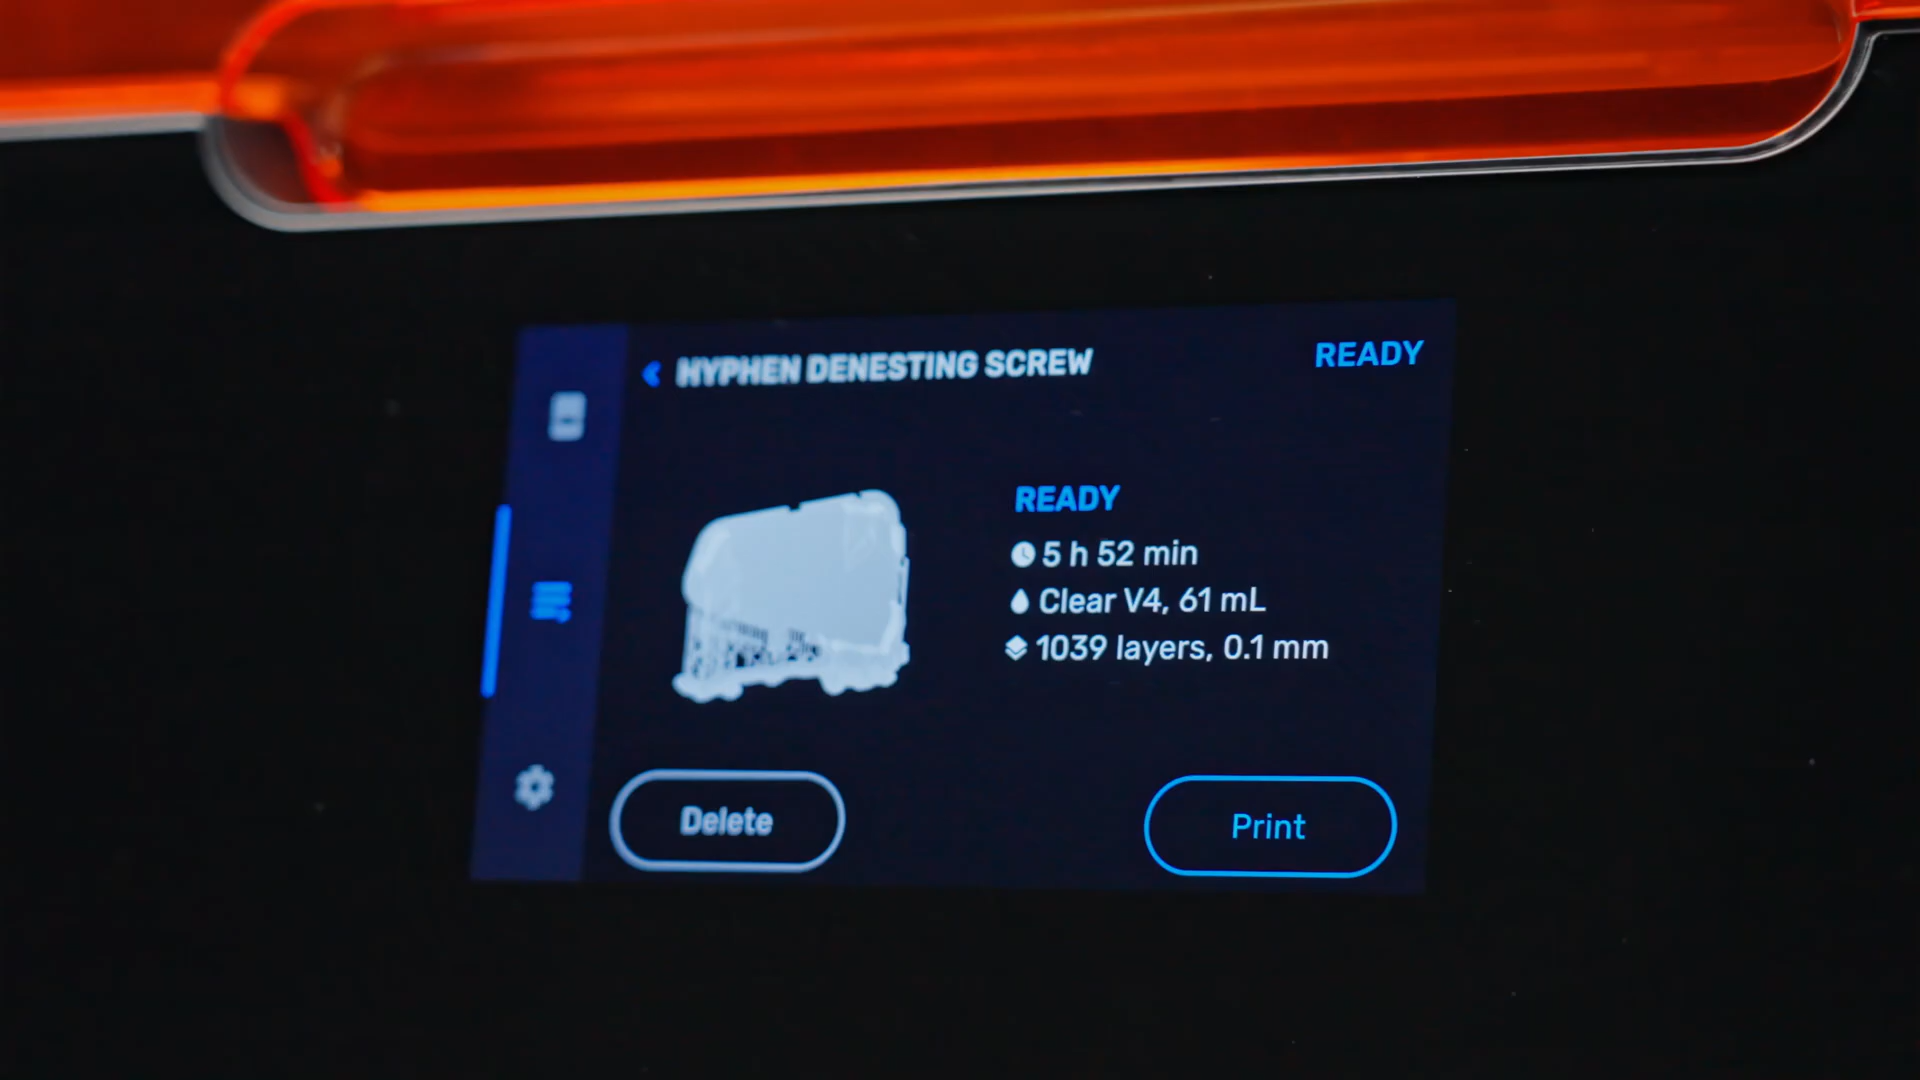 HYPHEN DENESTING SCREW
READY
READY
5 h 52 min
Clear V4, 61 mL
1039 layers, 0.1 mm
Delete
Print